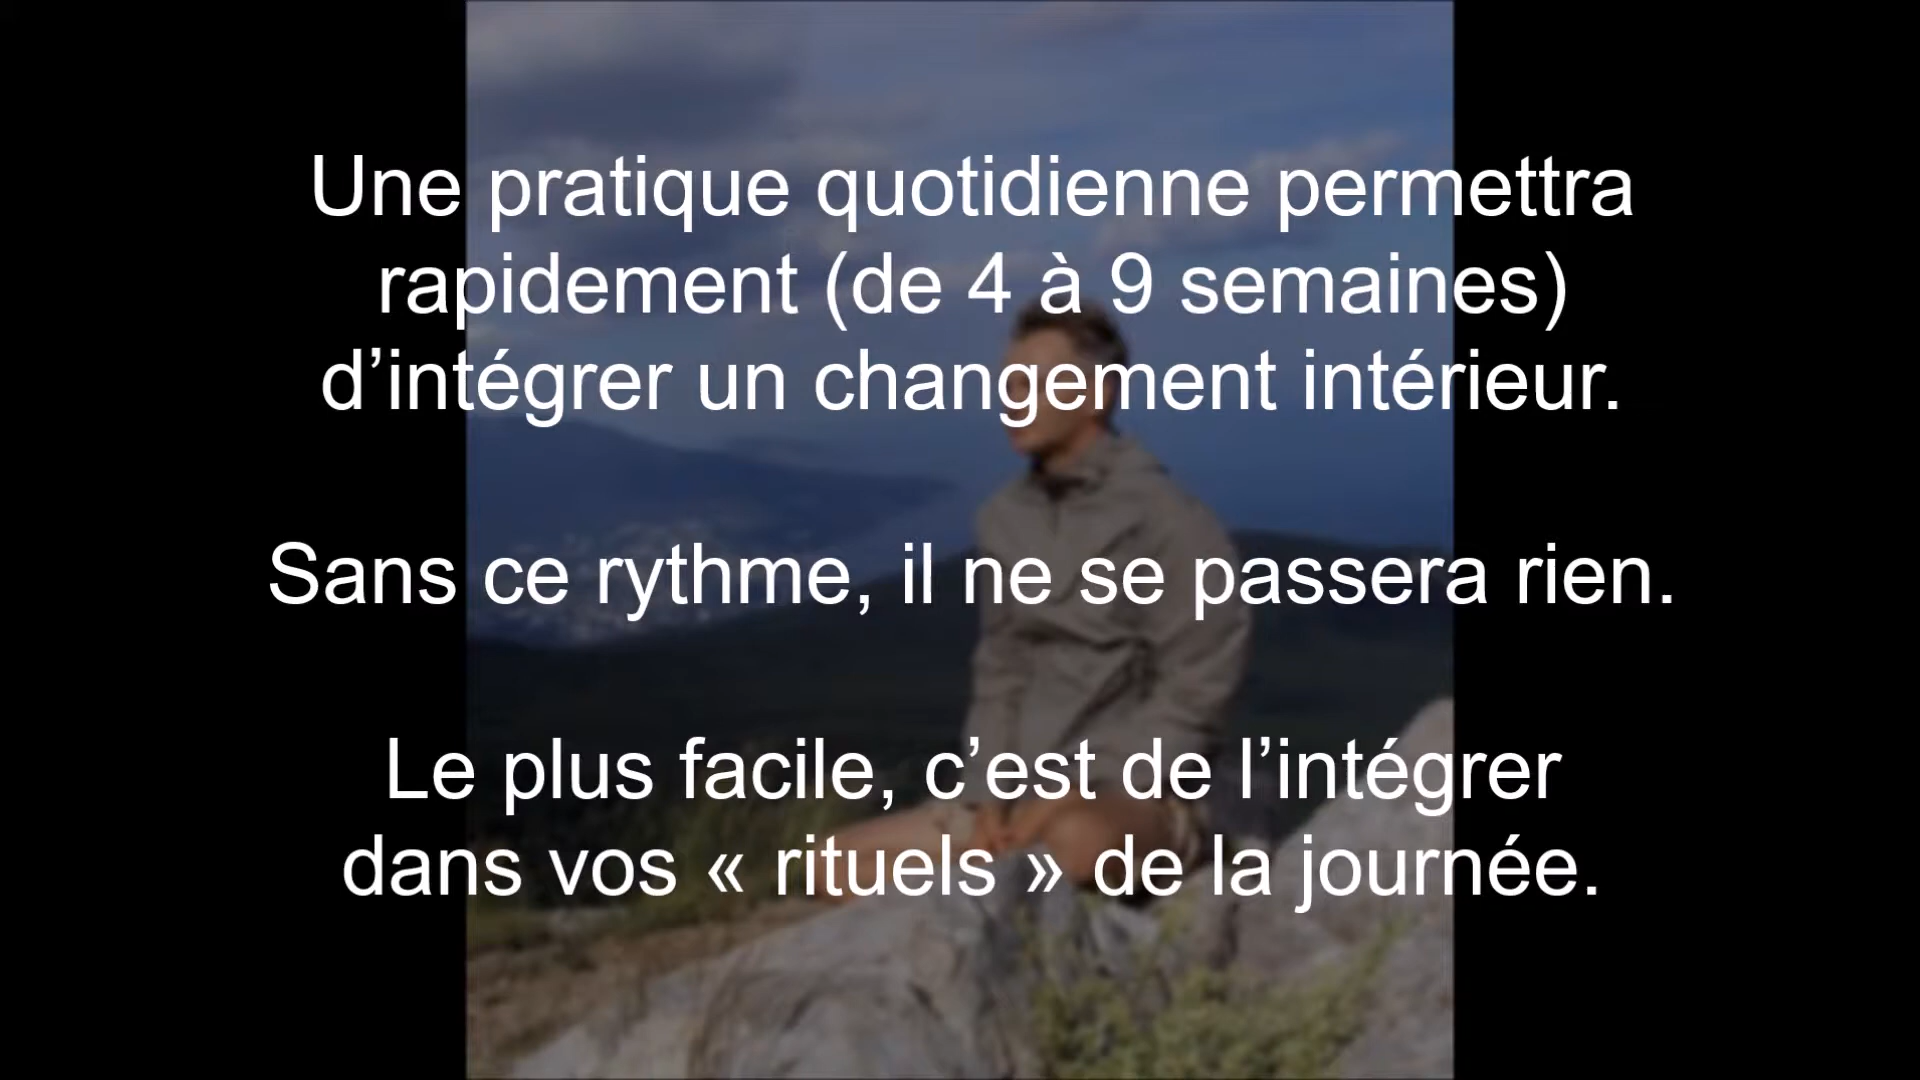 Une pratique quotidienne permettra
rapidement (de 4 à 9 semaines)
d’intégrer un changement intérieur.
Sans ce rythme, il ne se passera rien.
Le plus facile, c’est de l’intégrer
dans vos « rituels » de la journée.